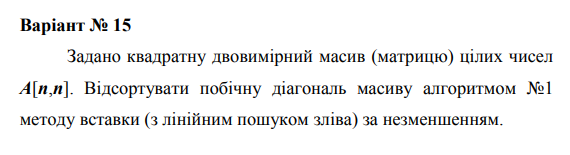 Варіант № 15
Задано квадратну двовимірний масив (матрицю) цілих чисел
A[n,n]. Відсортувати побічну діагональ масиву алгоритмом №1
методу вставки (з лінійним пошуком зліва) за незменшенням.